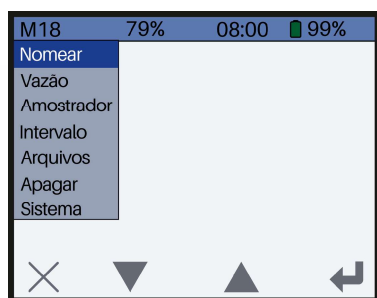 M18 79% 08:00 99%
Nomear
Vazão
Amostrador
Intervalo
Arquivos
Apagar
Sistema